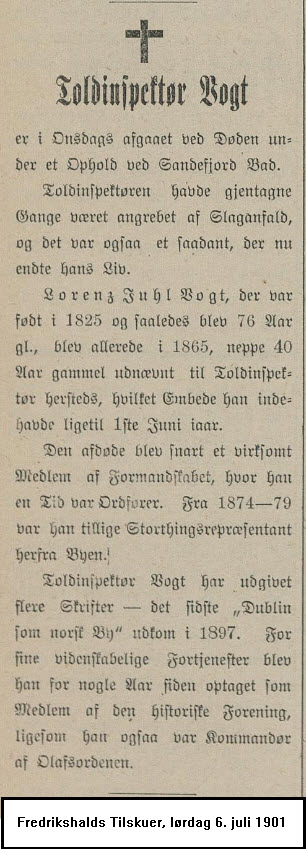 Toldinspektør Vogt
er i Onsdags afgaaet ved Døden un-
der et Ophold ved Sandefjord Bad.
Toldinspektøren havde gjentagne
Gange været angrebet af Slaganfald,
og det var ogsaa et saadant, der nu
endte hans Liv.
Lorenz Juhl Vogt, der var
født i 1825 og saaledes blev 76 Aar
gl., blev allerede i 1865, neppe 40
Aar gammel udnævnt til Toldinspek-
tør hersteds, hvilket Embede han inde-
havde ligetil 1ste Juni iaar.
Den afdøde blev snart et virksomt
Medlem af Formandskabet, hvor han
en Tid var Ordfører. Fra 1874—79
var han tillige Storthingsrepræsentant
herfra Byen.
Toldinspektør Vogt har udgivet
flere Skrifter — det sidste „Dublin
som norsk By“ udkom i 1897. For
sine videnskabelige Fortjenester blev
han for nogle Aar siden optaget som
Medlem af den historiske Forening,
ligesom han ogsaa var Kommandør
af Olafsordenen.
Fredrikshalds Tilskuer, lørdag 6. juli 1901